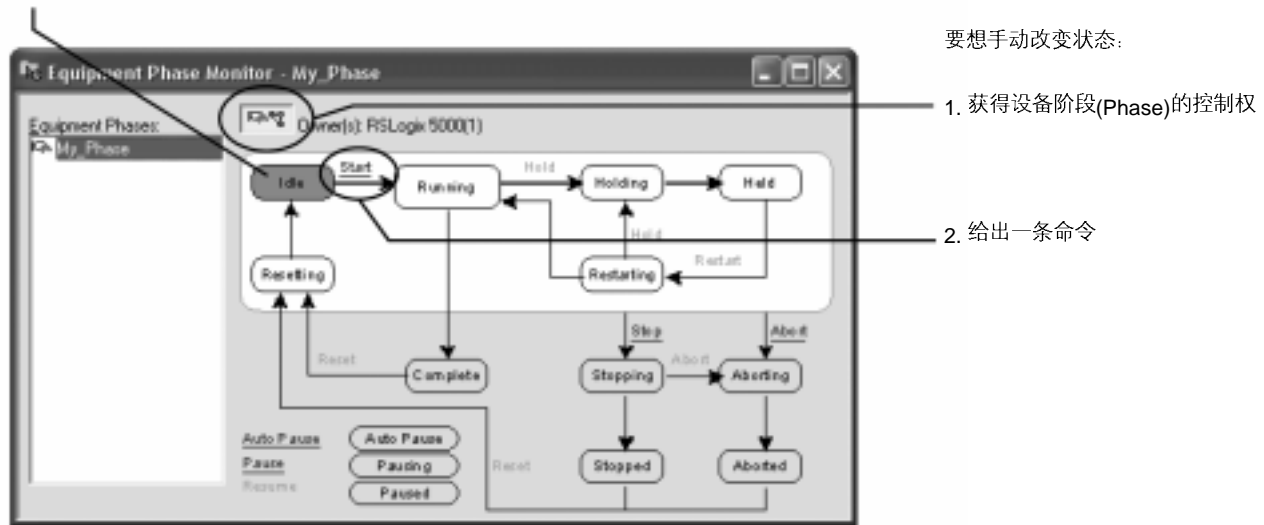 要想手动改变状态:
Equipment Phase Monitor - My_Phase
1. 获得设备阶段(Phase)的控制权
Equipment Phases:
Owner(s): RSLogix 5000(1)
My_Phase
Idle
Start
Running
Hold
Holding
Held
2. 给出一条命令
Hold
Restart
Resetting
Restarting
Stop
Abort
Reset
Complete
Stopping
Abort
Aborting
Auto Pause
Auto Pause
Pause
Pausing
Reset
Stopped
Aborted
Resume
Paused